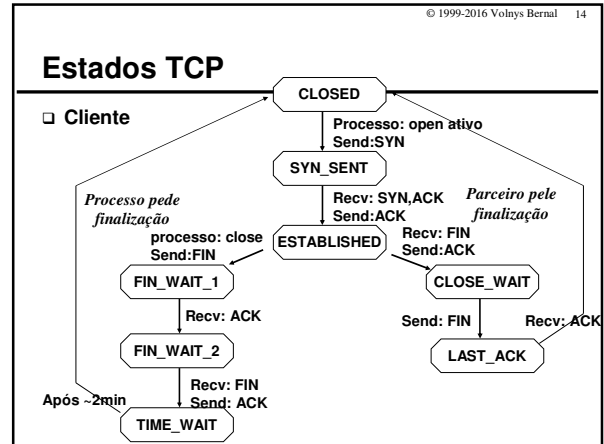 © 1999-2016 Volnys Bernal 14
Estados TCP
❑ Cliente
CLOSED
Processo: open ativo
Send:SYN
SYN_SENT
Recv: SYN,ACK
Send:ACK
Processo pede
finalização
Parceiro pele
finalização
processo: close
Send:FIN
ESTABLISHED
Recv: FIN
Send:ACK
FIN_WAIT_1
CLOSE_WAIT
Recv: ACK
Send: FIN
Recv: ACK
FIN_WAIT_2
LAST_ACK
Recv: FIN
Send: ACK
Após ~2min
TIME_WAIT